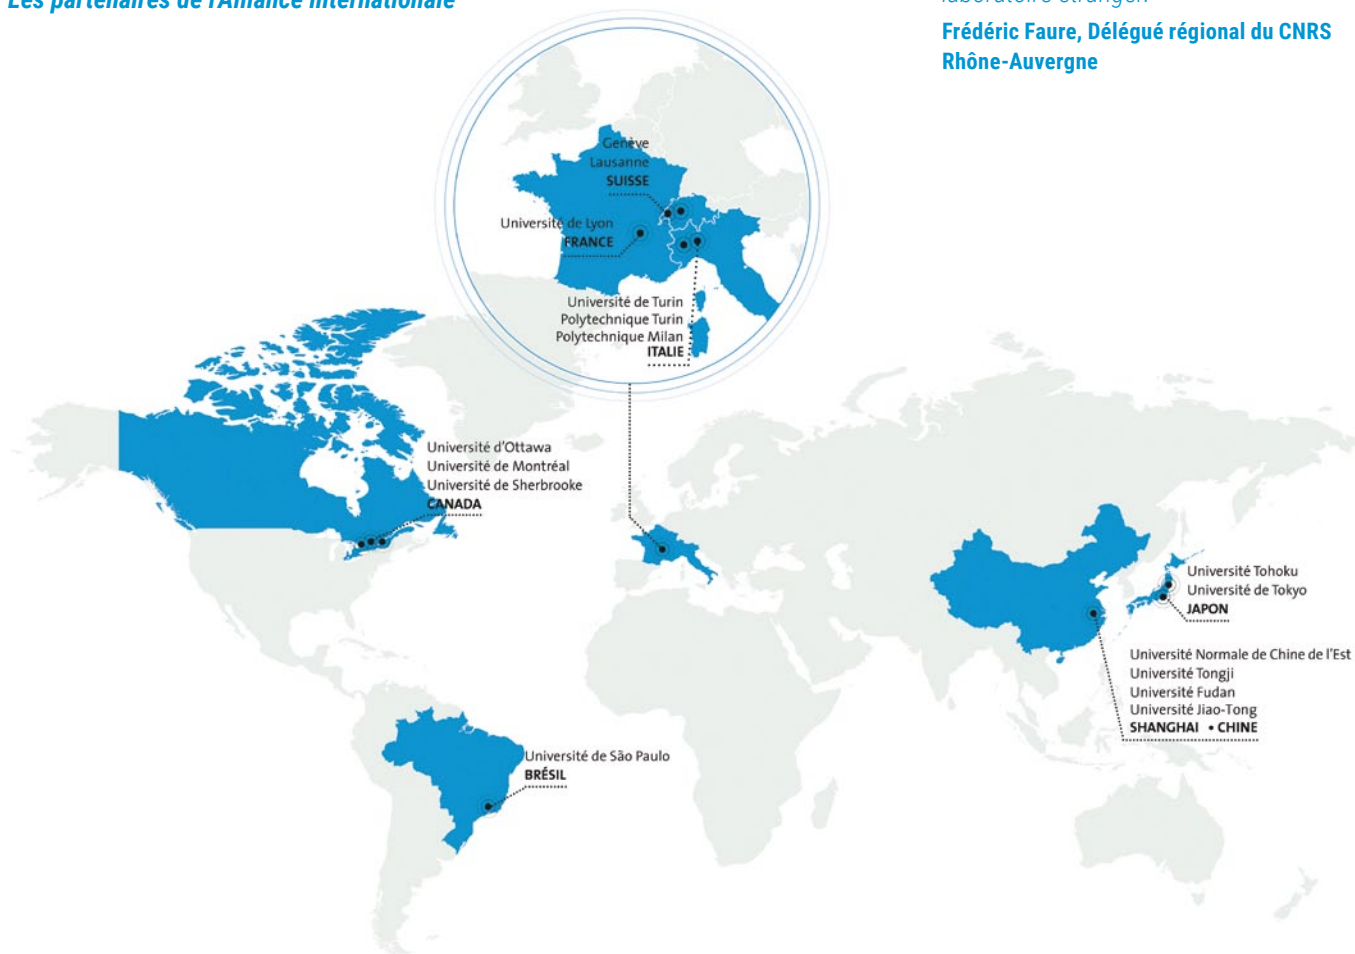 Les partenaires de l'Alliance Internationale
laboratoire étranger.
Frédéric Faure, Délégué régional du CNRS
Rhône-Auvergne
Genève
Lausanne
SUISSE
Université de Lyon
FRANCE
Université de Turin
Polytechnique Turin
Polytechnique Milan
ITALIE
Université d'Ottawa
Université de Montréal
Université de Sherbrooke
CANADA
Université Tohoku
Université de Tokyo
JAPON
Université Normale de Chine de l'Est
Université Tongji
Université Fudan
Université Jiao-Tong
SHANGHAI • CHINE
Université de São Paulo
BRÉSIL